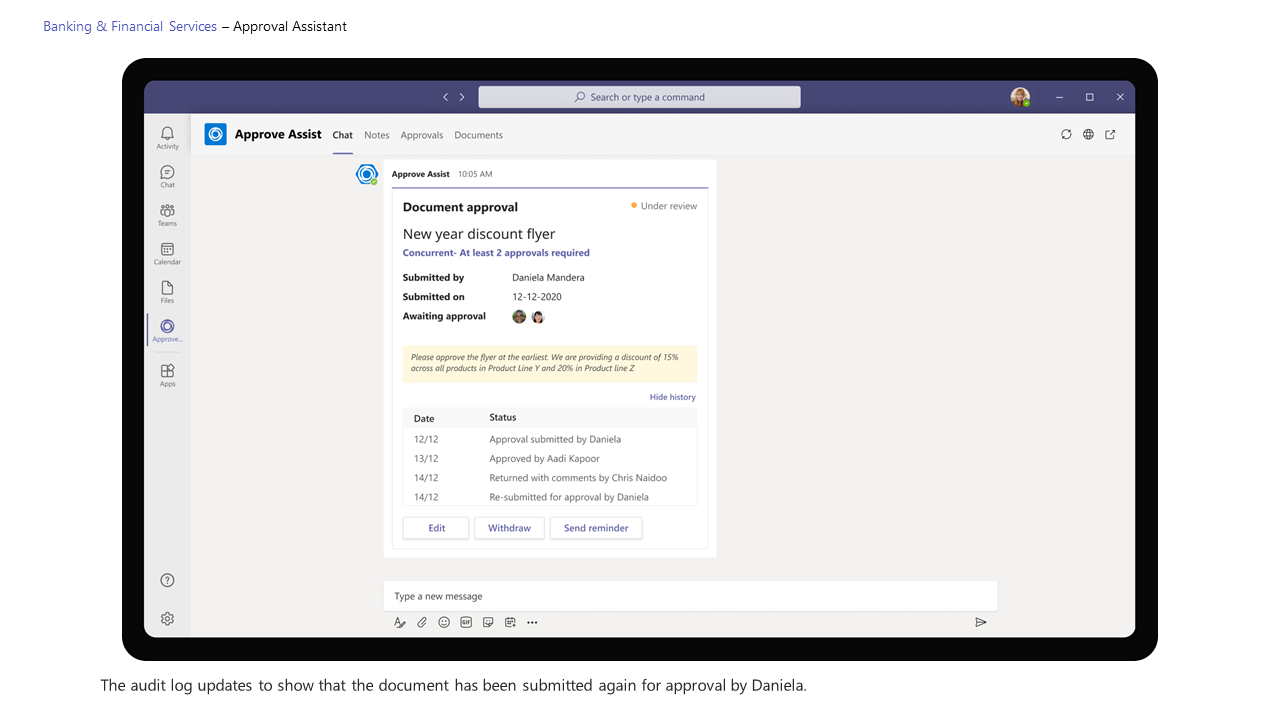 Banking & Financial Services – Approval Assistant
Search or type a command
Activity
Chat
Teams
Calendar
Files
Approve...
Apps
Approve Assist Chat Notes Approvals Documents
Approve Assist 10:05 AM
Document approval
Under review
New year discount flyer
Concurrent- At least 2 approvals required
Submitted by Daniela Mandera
Submitted on 12-12-2020
Awaiting approval
Please approve the flyer at the earliest. We are providing a discount of 15%
across all products in Product Line Y and 20% in Product line Z
Hide history
Date Status
12/12 Approval submitted by Daniela
13/12 Approved by Aadi Kapoor
14/12 Returned with comments by Chris Naidoo
14/12 Re-submitted for approval by Daniela
Edit Withdraw Send reminder
Type a new message
GIF
The audit log updates to show that the document has been submitted again for approval by Daniela.